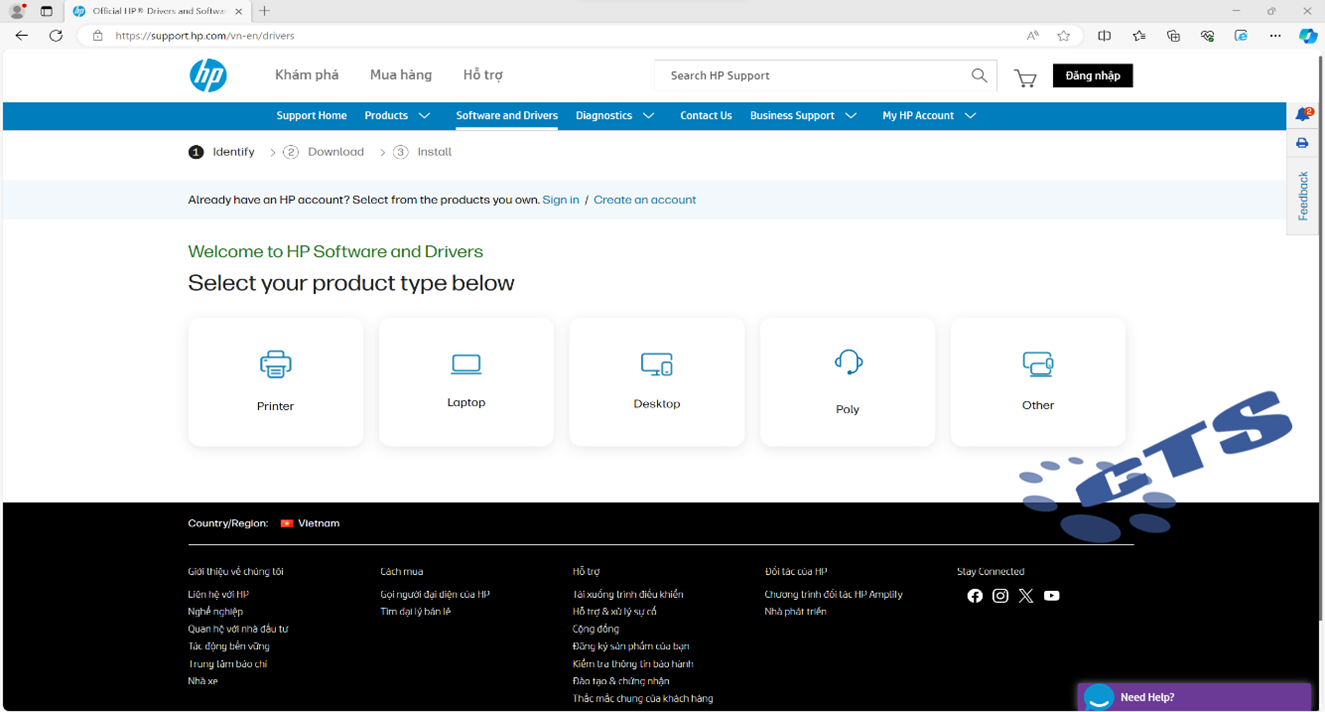 Official HP® Drivers and Softwa
https://support.hp.com/vn-en/drivers
hp
Khám phá Mua hàng Hỗ trợ
Search HP Support
Đăng nhập
Support Home Products Software and Drivers Diagnostics Contact Us Business Support My HP Account
2
1 Identify > 2 Download > 3 Install
Feedback
Already have an HP account? Select from the products you own. Sign in / Create an account
Welcome to HP Software and Drivers
Select your product type below
Printer
Laptop
Desktop
Poly
Other
GTS
Country/Region: Vietnam
Giới thiệu về chúng tôi
Liên hệ với HP
Nghề nghiệp
Quan hệ với nhà đầu tư
Tác động bền vững
Trung tâm báo chí
Nhà xe
Cách mua
Gọi người đại diện của HP
Tìm đại lý bán lẻ
Hỗ trợ
Tải xuống trình điều khiển
Hỗ trợ & xử lý sự cố
Cộng đồng
Đăng ký sản phẩm của bạn
Kiểm tra thông tin bảo hành
Đào tạo & chứng nhận
Thắc mắc chung của khách hàng
Đối tác của HP
Chương trình đối tác HP Amplify
Nhà phát triển
Stay Connected
Need Help?